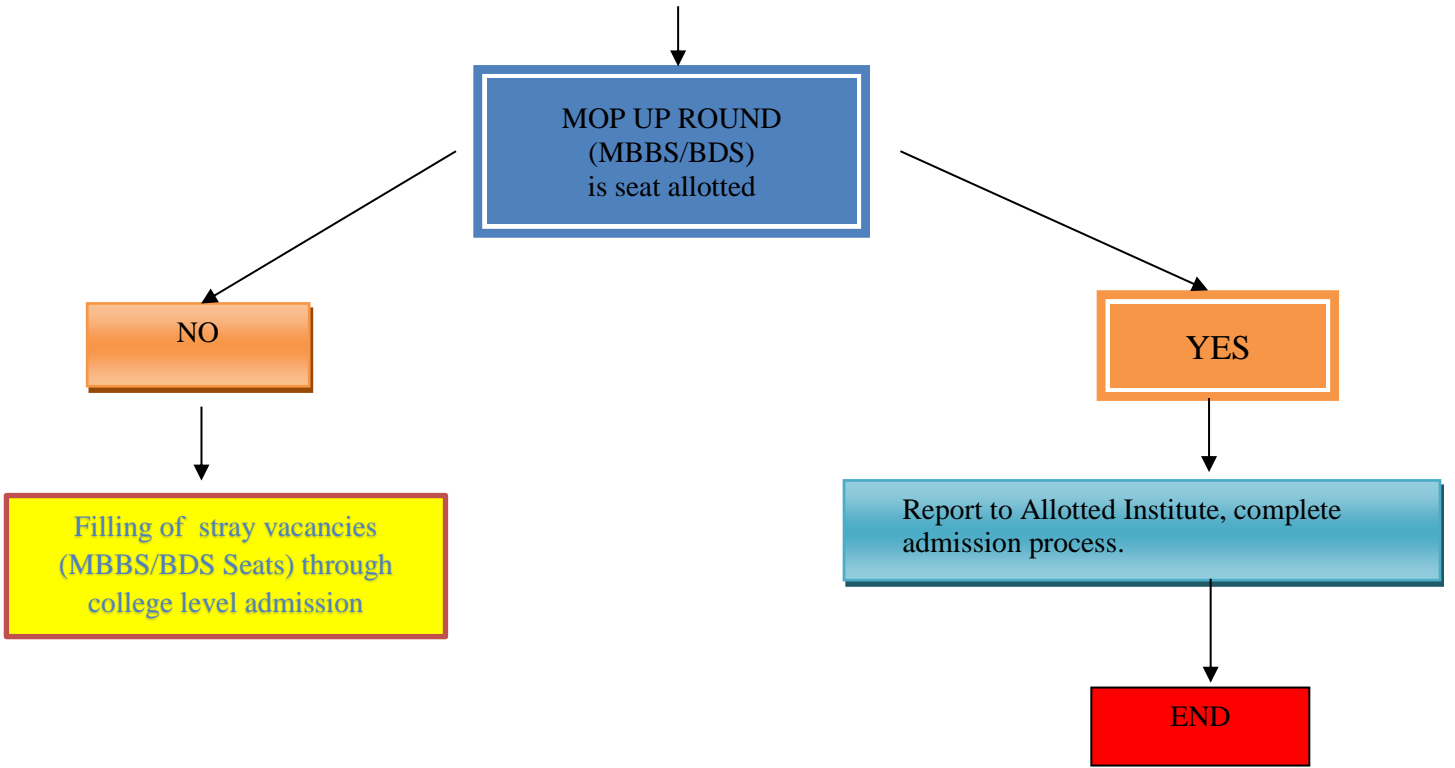 MOP UP ROUND
(MBBS/BDS)
is seat allotted
NO
YES
Filling of  stray vacancies
(MBBS/BDS Seats) through
college level admission
Report to Allotted Institute, complete
admission process.
END